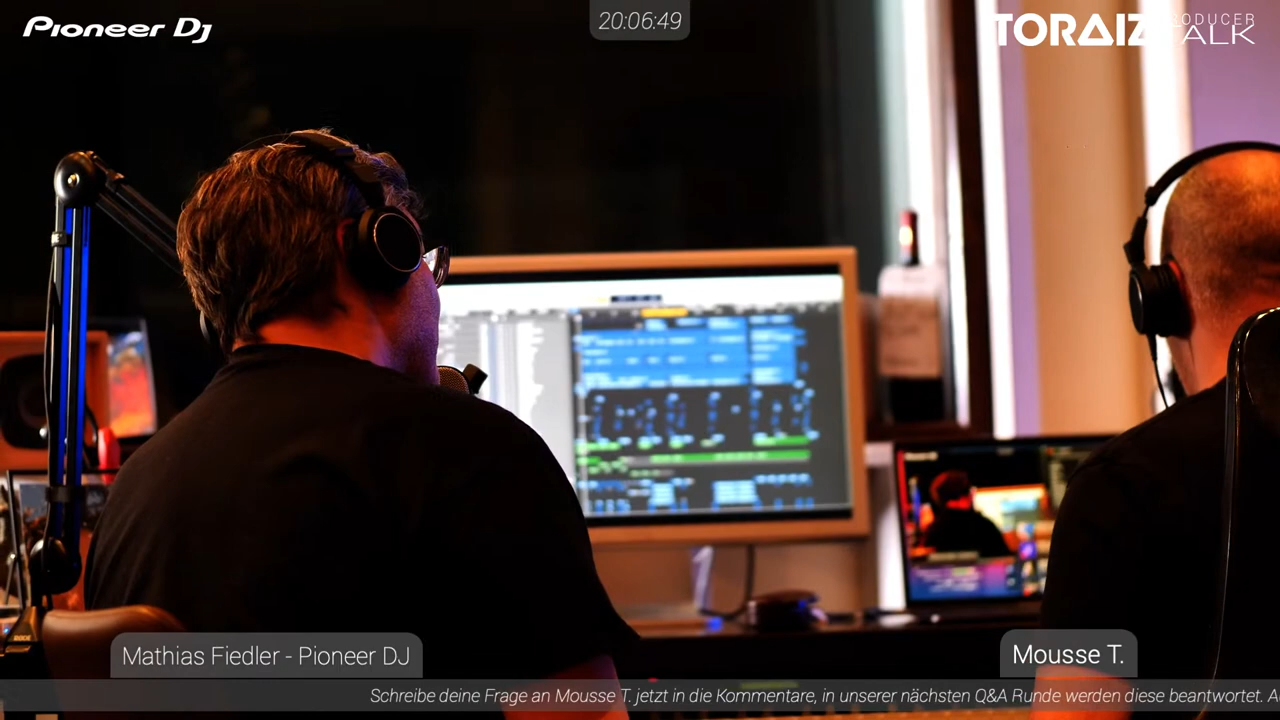 Pioneer Dj
20:06:49
TORAIZ
PRODUCER
TALK
Mathias Fiedler - Pioneer DJ
Mousse T.
Schreibe deine Frage an Mousse T. jetzt in die Kommentare, in unserer nächsten Q&A Runde werden diese beantwortet. A